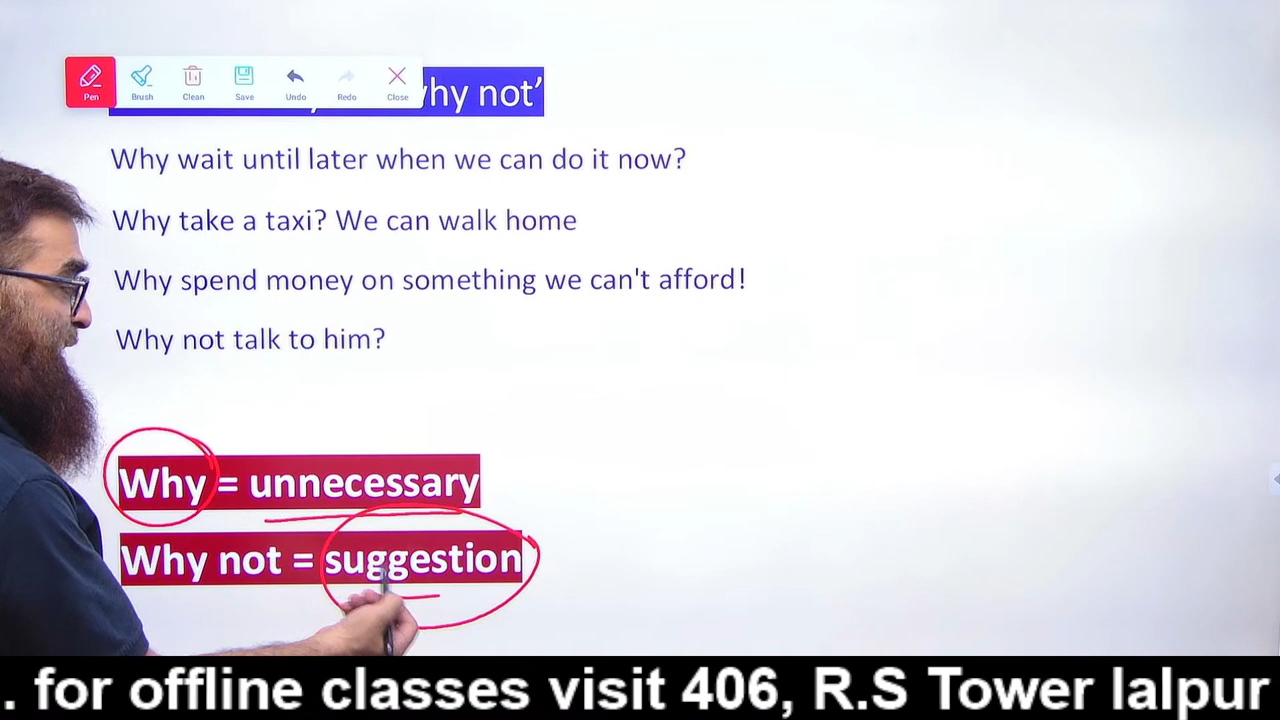 Pen Brush Clean Save Undo Redo Close
why not’
Why wait until later when we can do it now?
Why take a taxi? We can walk home
Why spend money on something we can't afford!
Why not talk to him?
Why = unnecessary
Why not = suggestion
. for offline classes visit 406, R.S Tower lalpur